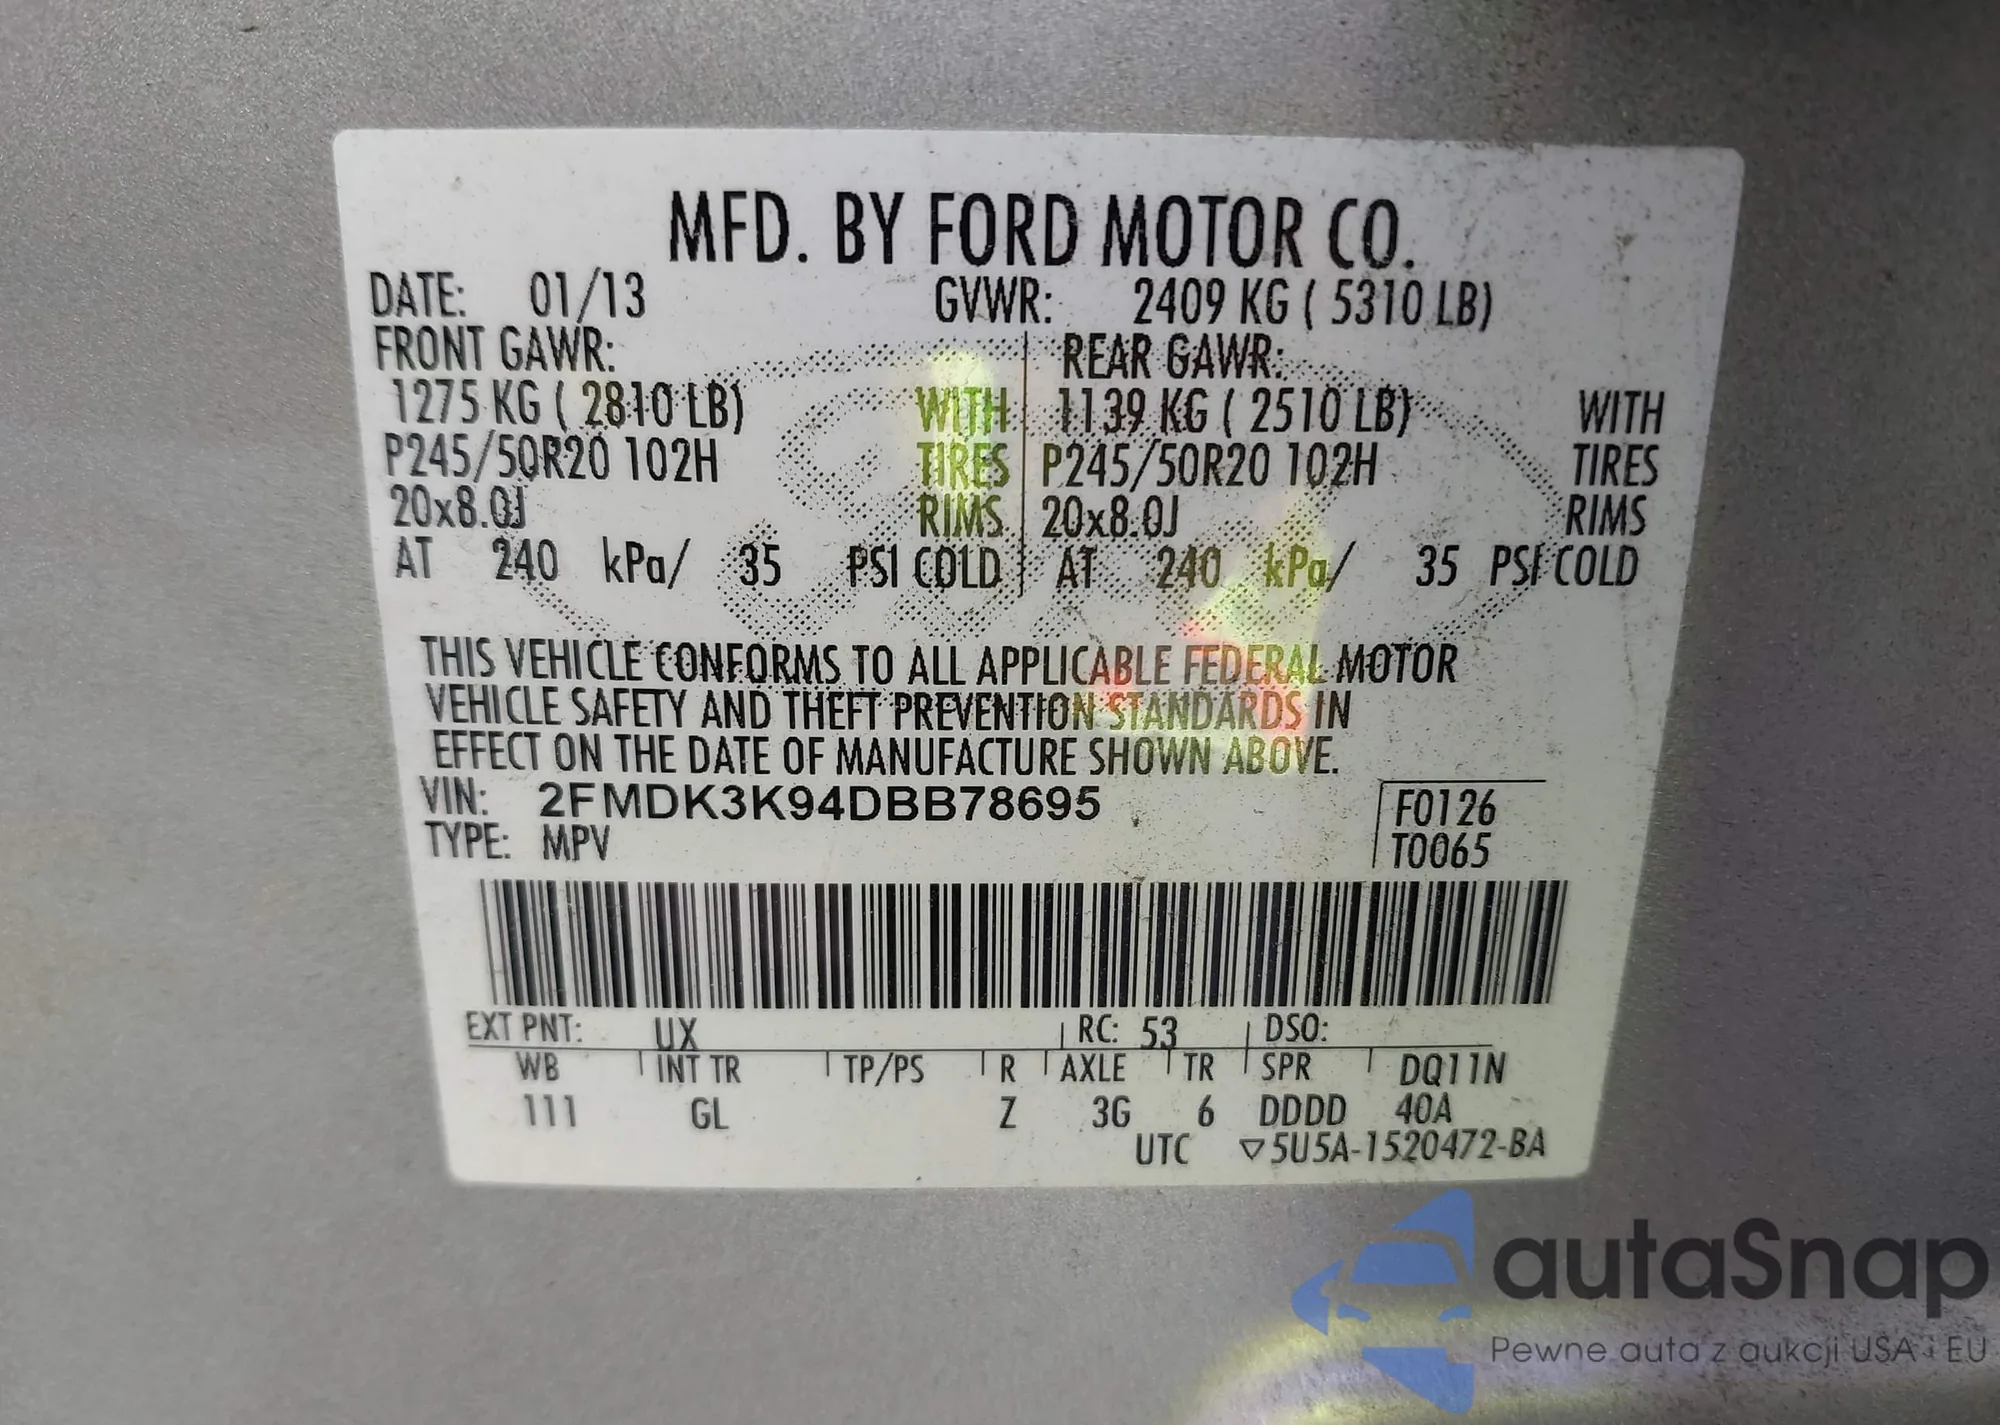 MFD. BY FORD MOTOR CO.
DATE: 01/13 GVWR: 2409 KG ( 5310 LB)
FRONT GAWR: REAR GAWR:
1275 KG ( 2810 LB) WITH 1139 KG ( 2510 LB) WITH
P245/50R20 102H TIRES P245/50R20 102H TIRES
20x8.0J RIMS 20x8.0J RIMS
AT 240 kPa/ 35 PSI COLD AT 240 kPa/ 35 PSI COLD
THIS VEHICLE CONFORMS TO ALL APPLICABLE FEDERAL MOTOR
VEHICLE SAFETY AND THEFT PREVENTION STANDARDS IN
EFFECT ON THE DATE OF MANUFACTURE SHOWN ABOVE.
VIN: 2FMDK3K94DBB78695 F0126
TYPE: MPV T0065
EXT PNT: UX RC: 53 DSO:
WB INT TR TP/PS R AXLE TR SPR DQ11N
111 GL Z 3G 6 DDDD 40A
UTC ▽5U5A-1520472-BA
autaSnap
Pewne auta z aukcji USA i EU